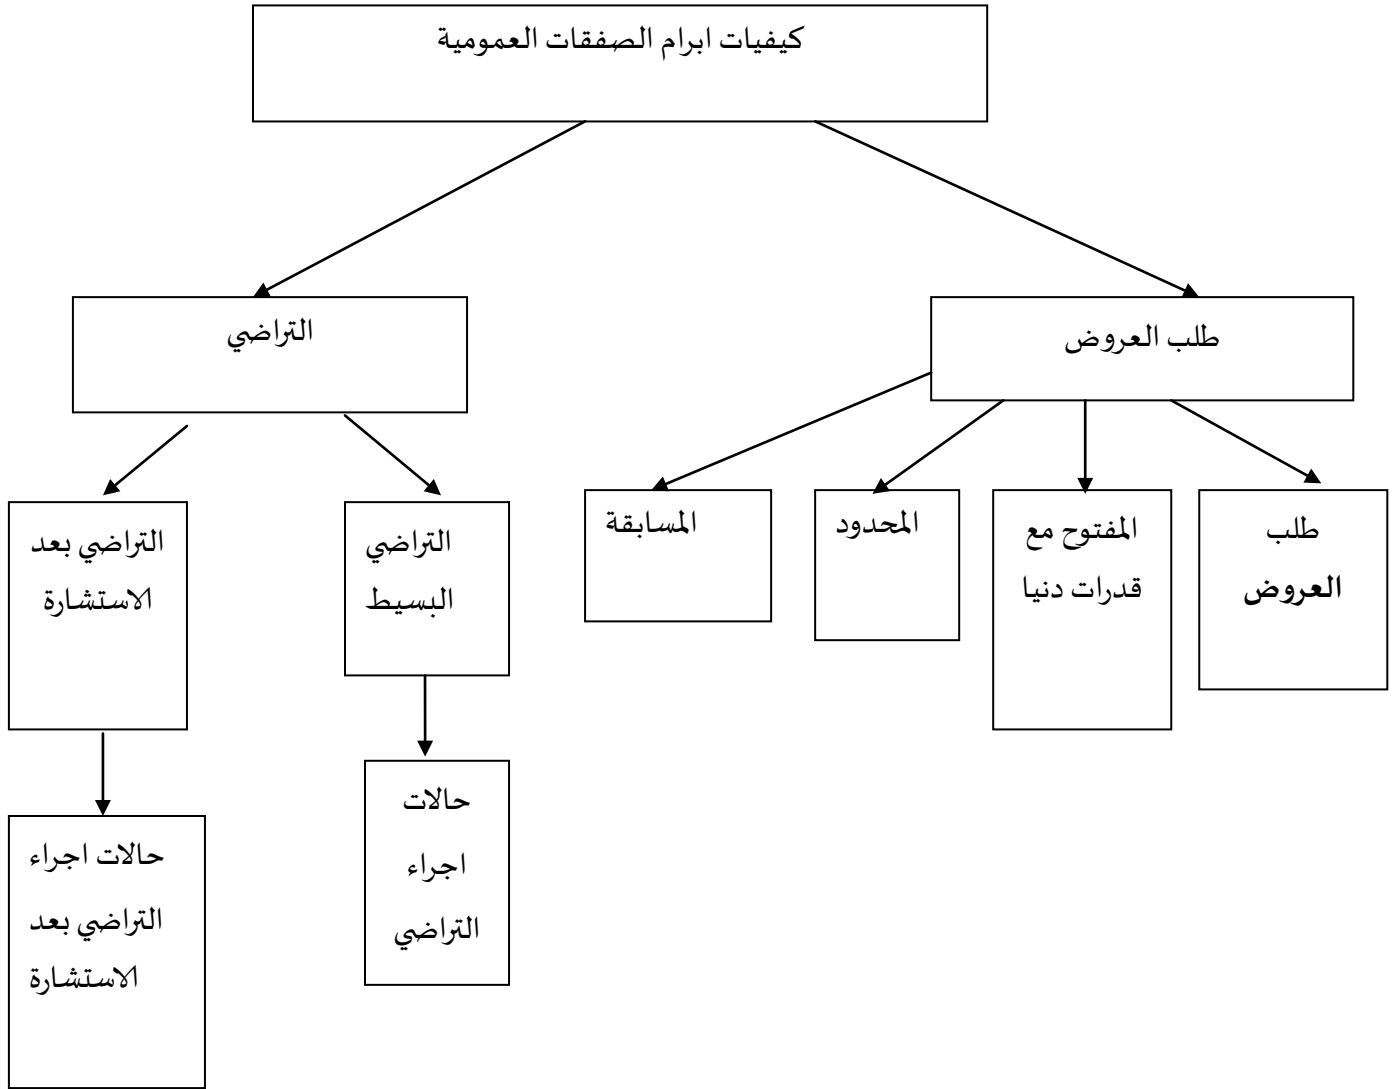 كيفيات ابرام الصفقات العمومية
طلب العروض
التراضي
طلب
العروض
المفتوح مع
قدرات دنيا
المحدود
المسابقة
التراضي
البسيط
التراضي بعد
الاستشارة
حالات
اجراء
التراضي
حالات اجراء
التراضي بعد
الاستشارة